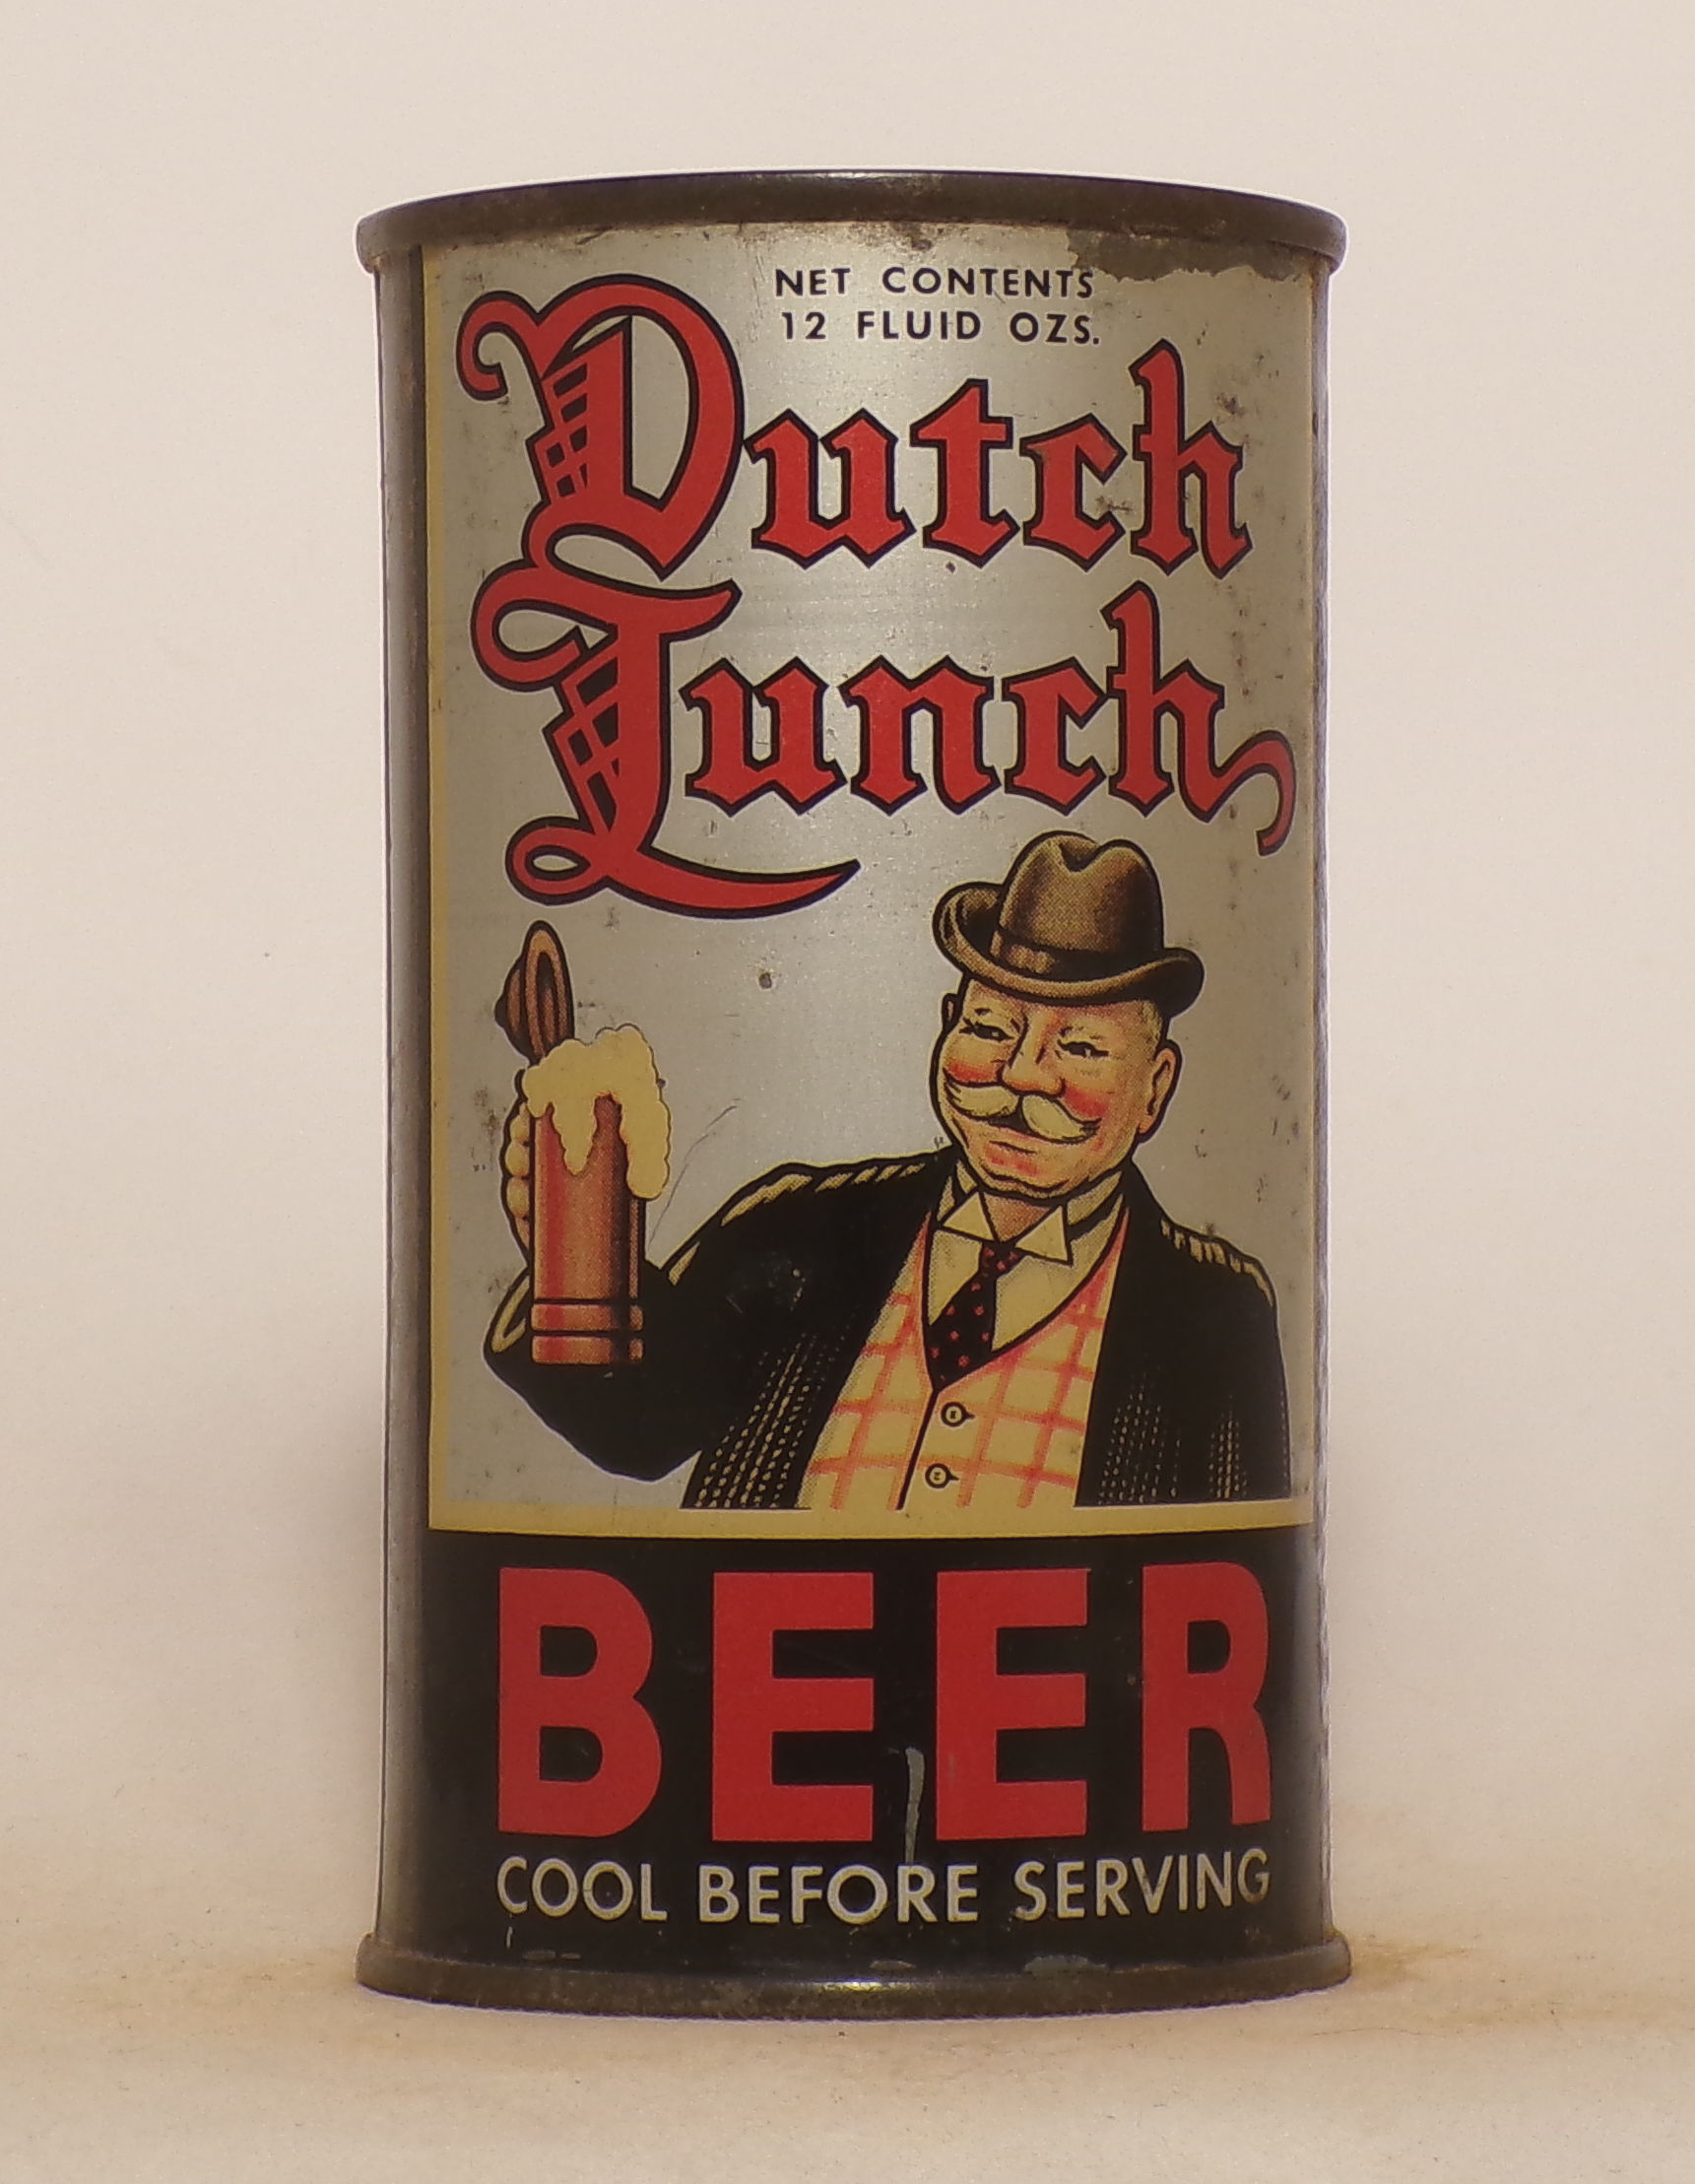 NET CONTENTS
12 FLUID OZS.
Dutch
Lunch
BEER
COOL BEFORE SERVING